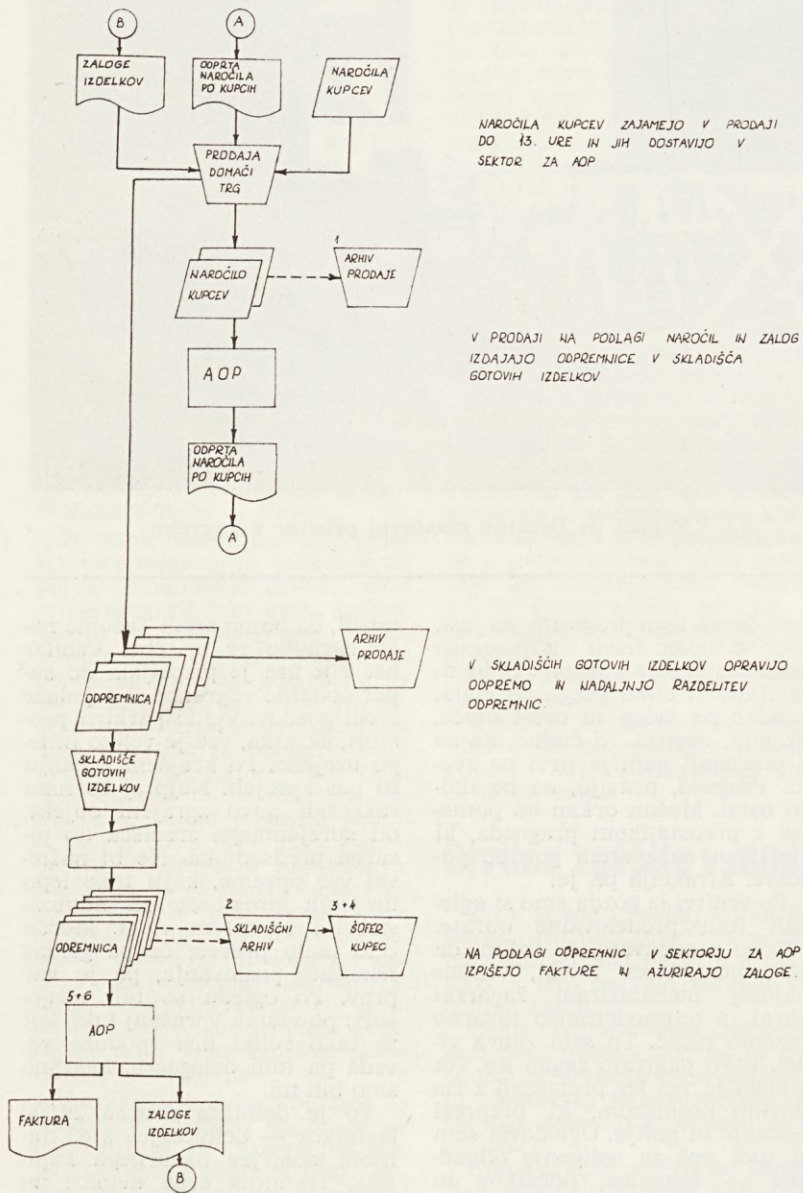 B
A
ZALOGE
IZDELKOV
ODPRTA
NAROČILA
PO KUPCIH
NAROČILA
KUPCEV
NAROČILA KUPCEV ZAJAMEJO V PRODAJI
DO 13. URE IN JIH DOSTAVIJO V
SEKTOR ZA AOP
PRODAJA
DOMAČI
TRG
1
NAROČILO
KUPCEV
ARHIV
PRODAJE
V PRODAJI NA PODLAGI NAROČIL IN ZALOG
IZDAJAJO ODPREMNICE V SKLADIŠČA
GOTOVIH IZDELKOV
AOP
ODPRTA
NAROČILA
PO KUPCIH
A
ARHIV
PRODAJE
V SKLADIŠČIH GOTOVIH IZDELKOV OPRAVIJO
ODPREMO IN NADALJNJO RAZDELITEV
ODPREMNIC.
ODPREMNICA
SKLADIŠČE
GOTOVIH
IZDELKOV
2
3+4
ODREMNICA
SKLADIŠČNI
ARHIV
ŠOFER
KUPEC
NA PODLAGI ODPREMNIC V SEKTORJU ZA AOP
IZPIŠEJO FAKTURE IN AŽURIRAJO ZALOGE.
5+6
AOP
FAKTURA
ZALOGE
IZDELKOV
B